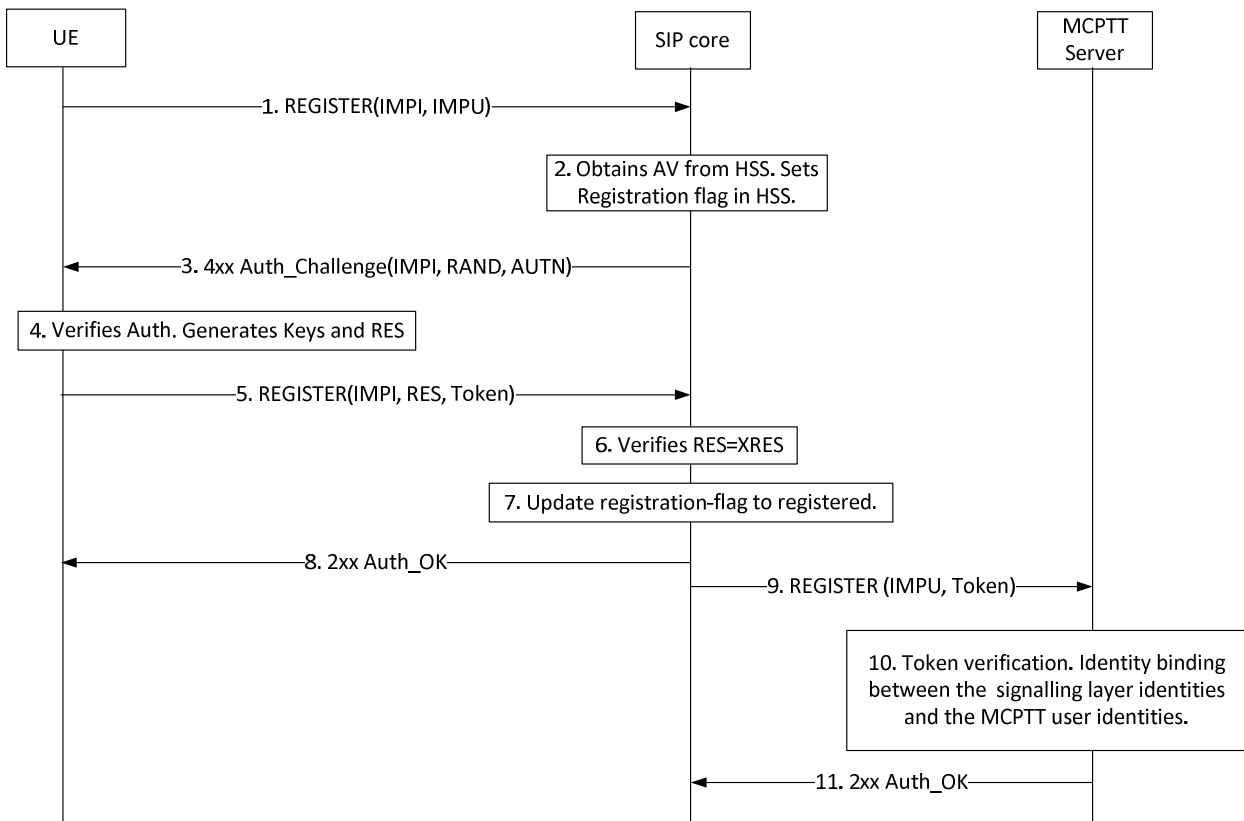 UE
SIP core
MCPTT
Server
1. REGISTER(IMPI, IMPU)
2. Obtains AV from HSS. Sets
Registration flag in HSS.
3. 4xx Auth_Challenge(IMPI, RAND, AUTN)
4. Verifies Auth. Generates Keys and RES
5. REGISTER(IMPI, RES, Token)
6. Verifies RES=XRES
7. Update registration-flag to registered.
8. 2xx Auth_OK
9. REGISTER (IMPU, Token)
10. Token verification. Identity binding
between the signalling layer identities
and the MCPTT user identities.
11. 2xx Auth_OK